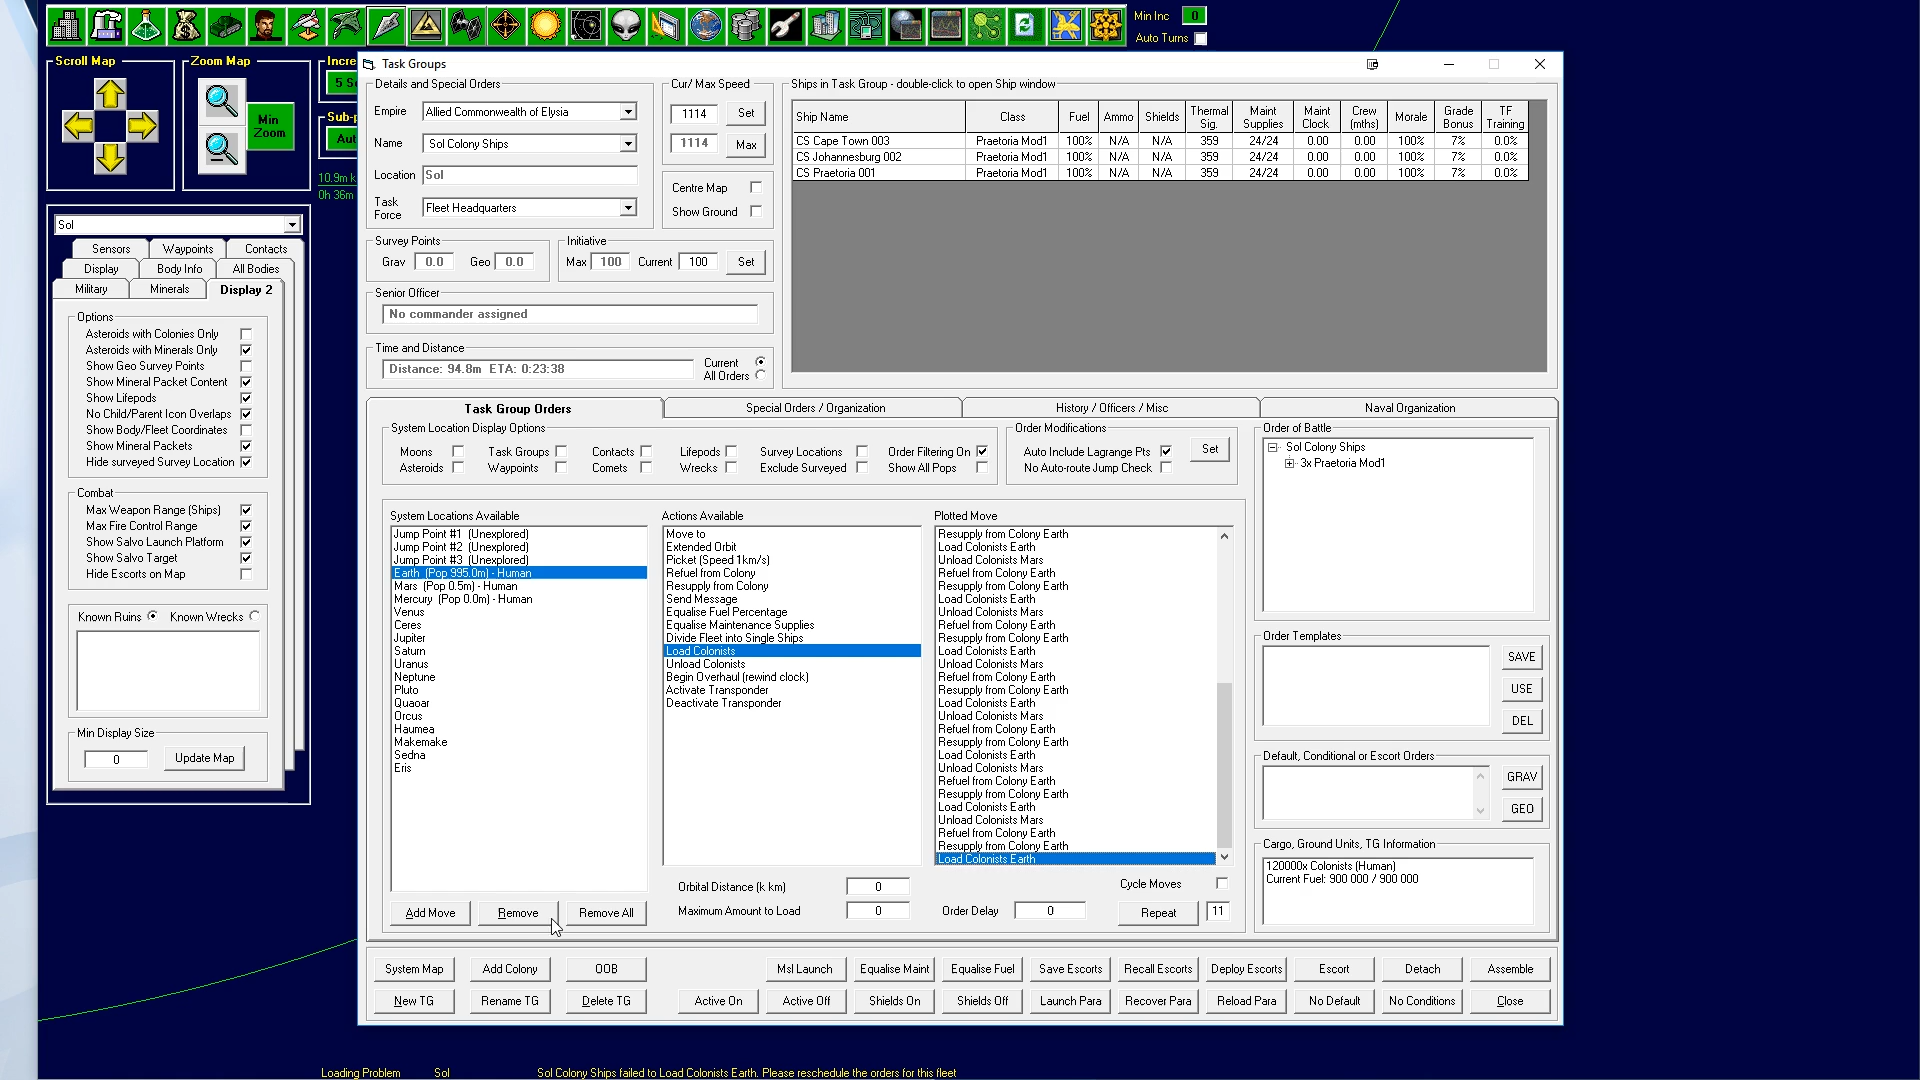 Min Inc 0
Auto Turns
Scroll Map
Zoom Map
Min Zoom
Incre
5 S
Sub-p
Aut
10.9m k
0h 36m
Sol
Sensors Waypoints Contacts
Display Body Info All Bodies
Military Minerals Display 2
Options
Asteroids with Colonies Only
Asteroids with Minerals Only
Show Geo Survey Points
Show Mineral Packet Content
Show Lifepods
No Child/Parent Icon Overlaps
Show Body/Fleet Coordinates
Show Mineral Packets
Hide surveyed Survey Location
Combat
Max Weapon Range (Ships)
Max Fire Control Range
Show Salvo Launch Platform
Show Salvo Target
Hide Escorts on Map
Known Ruins Known Wrecks
Min Display Size
0 Update Map
Task Groups
Details and Special Orders
Empire Allied Commonwealth of Elysia
Name Sol Colony Ships
Location Sol
Task Force Fleet Headquarters
Cur/ Max Speed
1114 Set
1114 Max
Centre Map
Show Ground
Survey Points
Grav 0.0 Geo 0.0
Initiative
Max 100 Current 100 Set
Senior Officer
No commander assigned
Time and Distance
Distance: 94.8m ETA: 0:23:38
Current
All Orders
Ships in Task Group - double-click to open Ship window
Ship Name Class Fuel Ammo Shields Thermal Sig. Maint Supplies Maint Clock Crew (mths) Morale Grade Bonus TF Training
CS Cape Town 003 Praetoria Mod1 100% N/A N/A 359 24/24 0.00 0.00 100% 7% 0.0%
CS Johannesburg 002 Praetoria Mod1 100% N/A N/A 359 24/24 0.00 0.00 100% 7% 0.0%
CS Praetoria 001 Praetoria Mod1 100% N/A N/A 359 24/24 0.00 0.00 100% 7% 0.0%
Task Group Orders Special Orders / Organization History / Officers / Misc Naval Organization
System Location Display Options
Moons Task Groups Contacts Lifepods Survey Locations Order Filtering On
Asteroids Waypoints Comets Wrecks Exclude Surveyed Show All Pops
Order Modifications
Auto Include Lagrange Pts Set
No Auto-route Jump Check
System Locations Available
Jump Point #1 (Unexplored)
Jump Point #2 (Unexplored)
Jump Point #3 (Unexplored)
Earth (Pop 995.0m) - Human
Mars (Pop 0.5m) - Human
Mercury (Pop 0.0m) - Human
Venus
Ceres
Jupiter
Saturn
Uranus
Neptune
Pluto
Quaoar
Orcus
Haumea
Makemake
Sedna
Eris
Actions Available
Move to
Extended Orbit
Picket (Speed 1km/s)
Refuel from Colony
Resupply from Colony
Send Message
Equalise Fuel Percentage
Equalise Maintenance Supplies
Divide Fleet into Single Ships
Load Colonists
Unload Colonists
Begin Overhaul (rewind clock)
Activate Transponder
Deactivate Transponder
Plotted Move
Resupply from Colony Earth
Load Colonists Earth
Unload Colonists Mars
Refuel from Colony Earth
Resupply from Colony Earth
Load Colonists Earth
Unload Colonists Mars
Refuel from Colony Earth
Resupply from Colony Earth
Load Colonists Earth
Unload Colonists Mars
Refuel from Colony Earth
Resupply from Colony Earth
Load Colonists Earth
Unload Colonists Mars
Refuel from Colony Earth
Resupply from Colony Earth
Load Colonists Earth
Unload Colonists Mars
Refuel from Colony Earth
Resupply from Colony Earth
Load Colonists Earth
Unload Colonists Mars
Refuel from Colony Earth
Resupply from Colony Earth
Load Colonists Earth
Orbital Distance (k km) 0
Maximum Amount to Load 0
Order Delay 0
Cycle Moves
Repeat 11
Add Move Remove Remove All
Order of Battle
Sol Colony Ships
3x Praetoria Mod1
Order Templates
SAVE
USE
DEL
Default, Conditional or Escort Orders
GRAV
GEO
Cargo, Ground Units, TG Information
120000x Colonists (Human)
Current Fuel: 900 000 / 900 000
System Map Add Colony OOB Msl Launch Equalise Maint Equalise Fuel Save Escorts Recall Escorts Deploy Escorts Escort Detach Assemble
New TG Rename TG Delete TG Active On Active Off Shields On Shields Off Launch Para Recover Para Reload Para No Default No Conditions Close
Loading Problem Sol Sol Colony Ships failed to Load Colonists Earth. Please reschedule the orders for this fleet